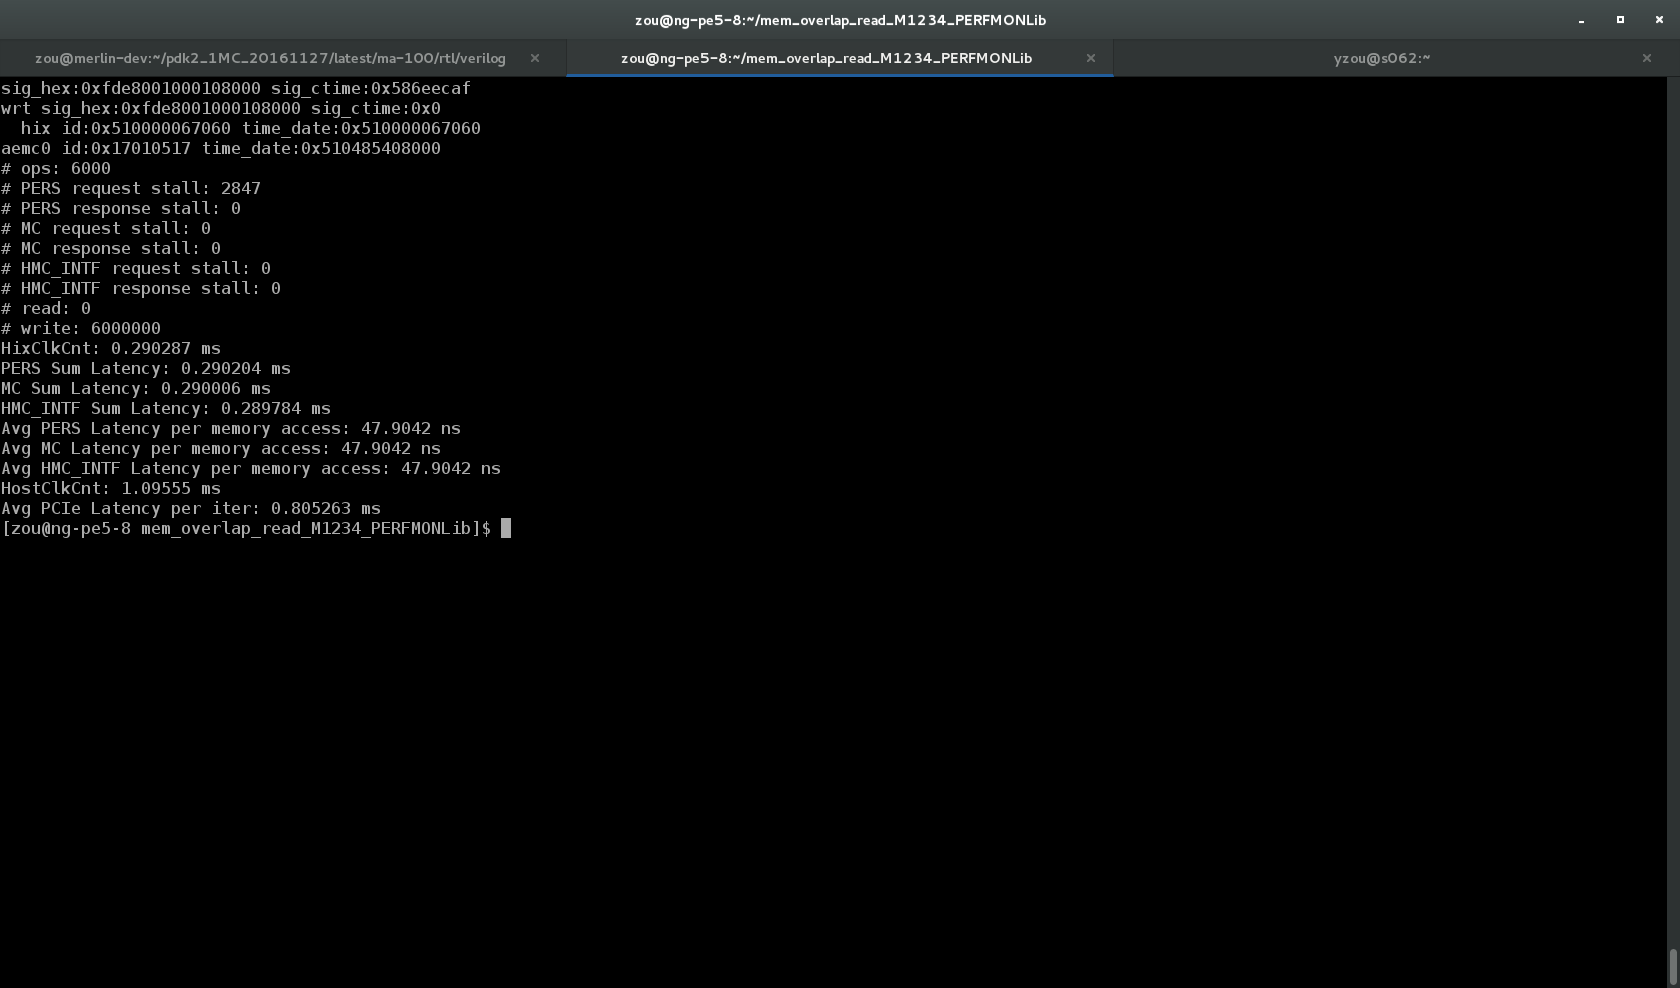 zou@ng-pe5-8:~/mem_overlap_read_M1234_PERFMONLib
zou@merlin-dev:~/pdk2_1MC_20161127/latest/ma-100/rtl/verilog
zou@ng-pe5-8:~/mem_overlap_read_M1234_PERFMONLib
yzou@s062:~
sig_hex:0xfde8001000108000 sig_ctime:0x586eecaf
wrt sig_hex:0xfde8001000108000 sig_ctime:0x0
  hix id:0x510000067060 time_date:0x510000067060
aemc0 id:0x17010517 time_date:0x510485408000
# ops: 6000
# PERS request stall: 2847
# PERS response stall: 0
# MC request stall: 0
# MC response stall: 0
# HMC_INTF request stall: 0
# HMC_INTF response stall: 0
# read: 0
# write: 6000000
HixClkCnt: 0.290287 ms
PERS Sum Latency: 0.290204 ms
MC Sum Latency: 0.290006 ms
HMC_INTF Sum Latency: 0.289784 ms
Avg PERS Latency per memory access: 47.9042 ns
Avg MC Latency per memory access: 47.9042 ns
Avg HMC_INTF Latency per memory access: 47.9042 ns
HostClkCnt: 1.09555 ms
Avg PCIe Latency per iter: 0.805263 ms
[zou@ng-pe5-8 mem_overlap_read_M1234_PERFMONLib]$